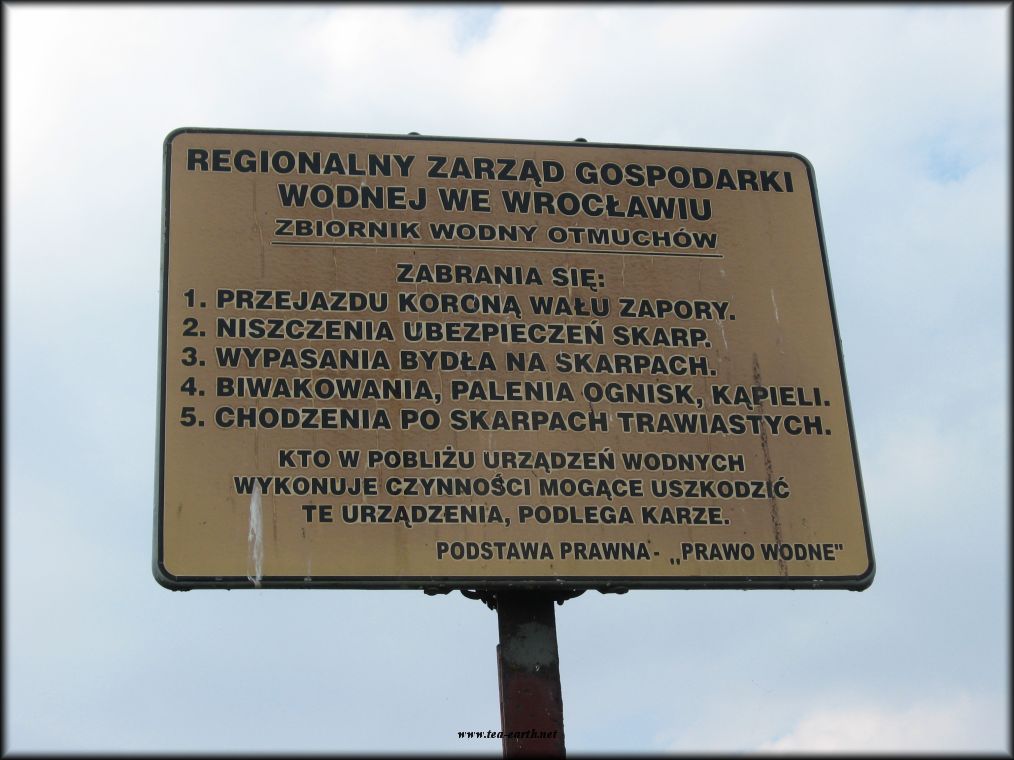 REGIONALNY ZARZĄD GOSPODARKI
WODNEJ WE WROCŁAWIU
ZBIORNIK WODNY OTMUCHÓW
ZABRANIA SIĘ:
1. PRZEJAZDU KORONĄ WAŁU ZAPORY.
2. NISZCZENIA UBEZPIECZEŃ SKARP.
3. WYPASANIA BYDŁA NA SKARPACH.
4. BIWAKOWANIA, PALENIA OGNISK, KĄPIELI.
5. CHODZENIA PO SKARPACH TRAWIASTYCH.
KTO W POBLIŻU URZĄDZEŃ WODNYCH
WYKONUJE CZYNNOŚCI MOGĄCE USZKODZIĆ
TE URZĄDZENIA, PODLEGA KARZE.
PODSTAWA PRAWNA - „PRAWO WODNE"
www.tea-earth.net